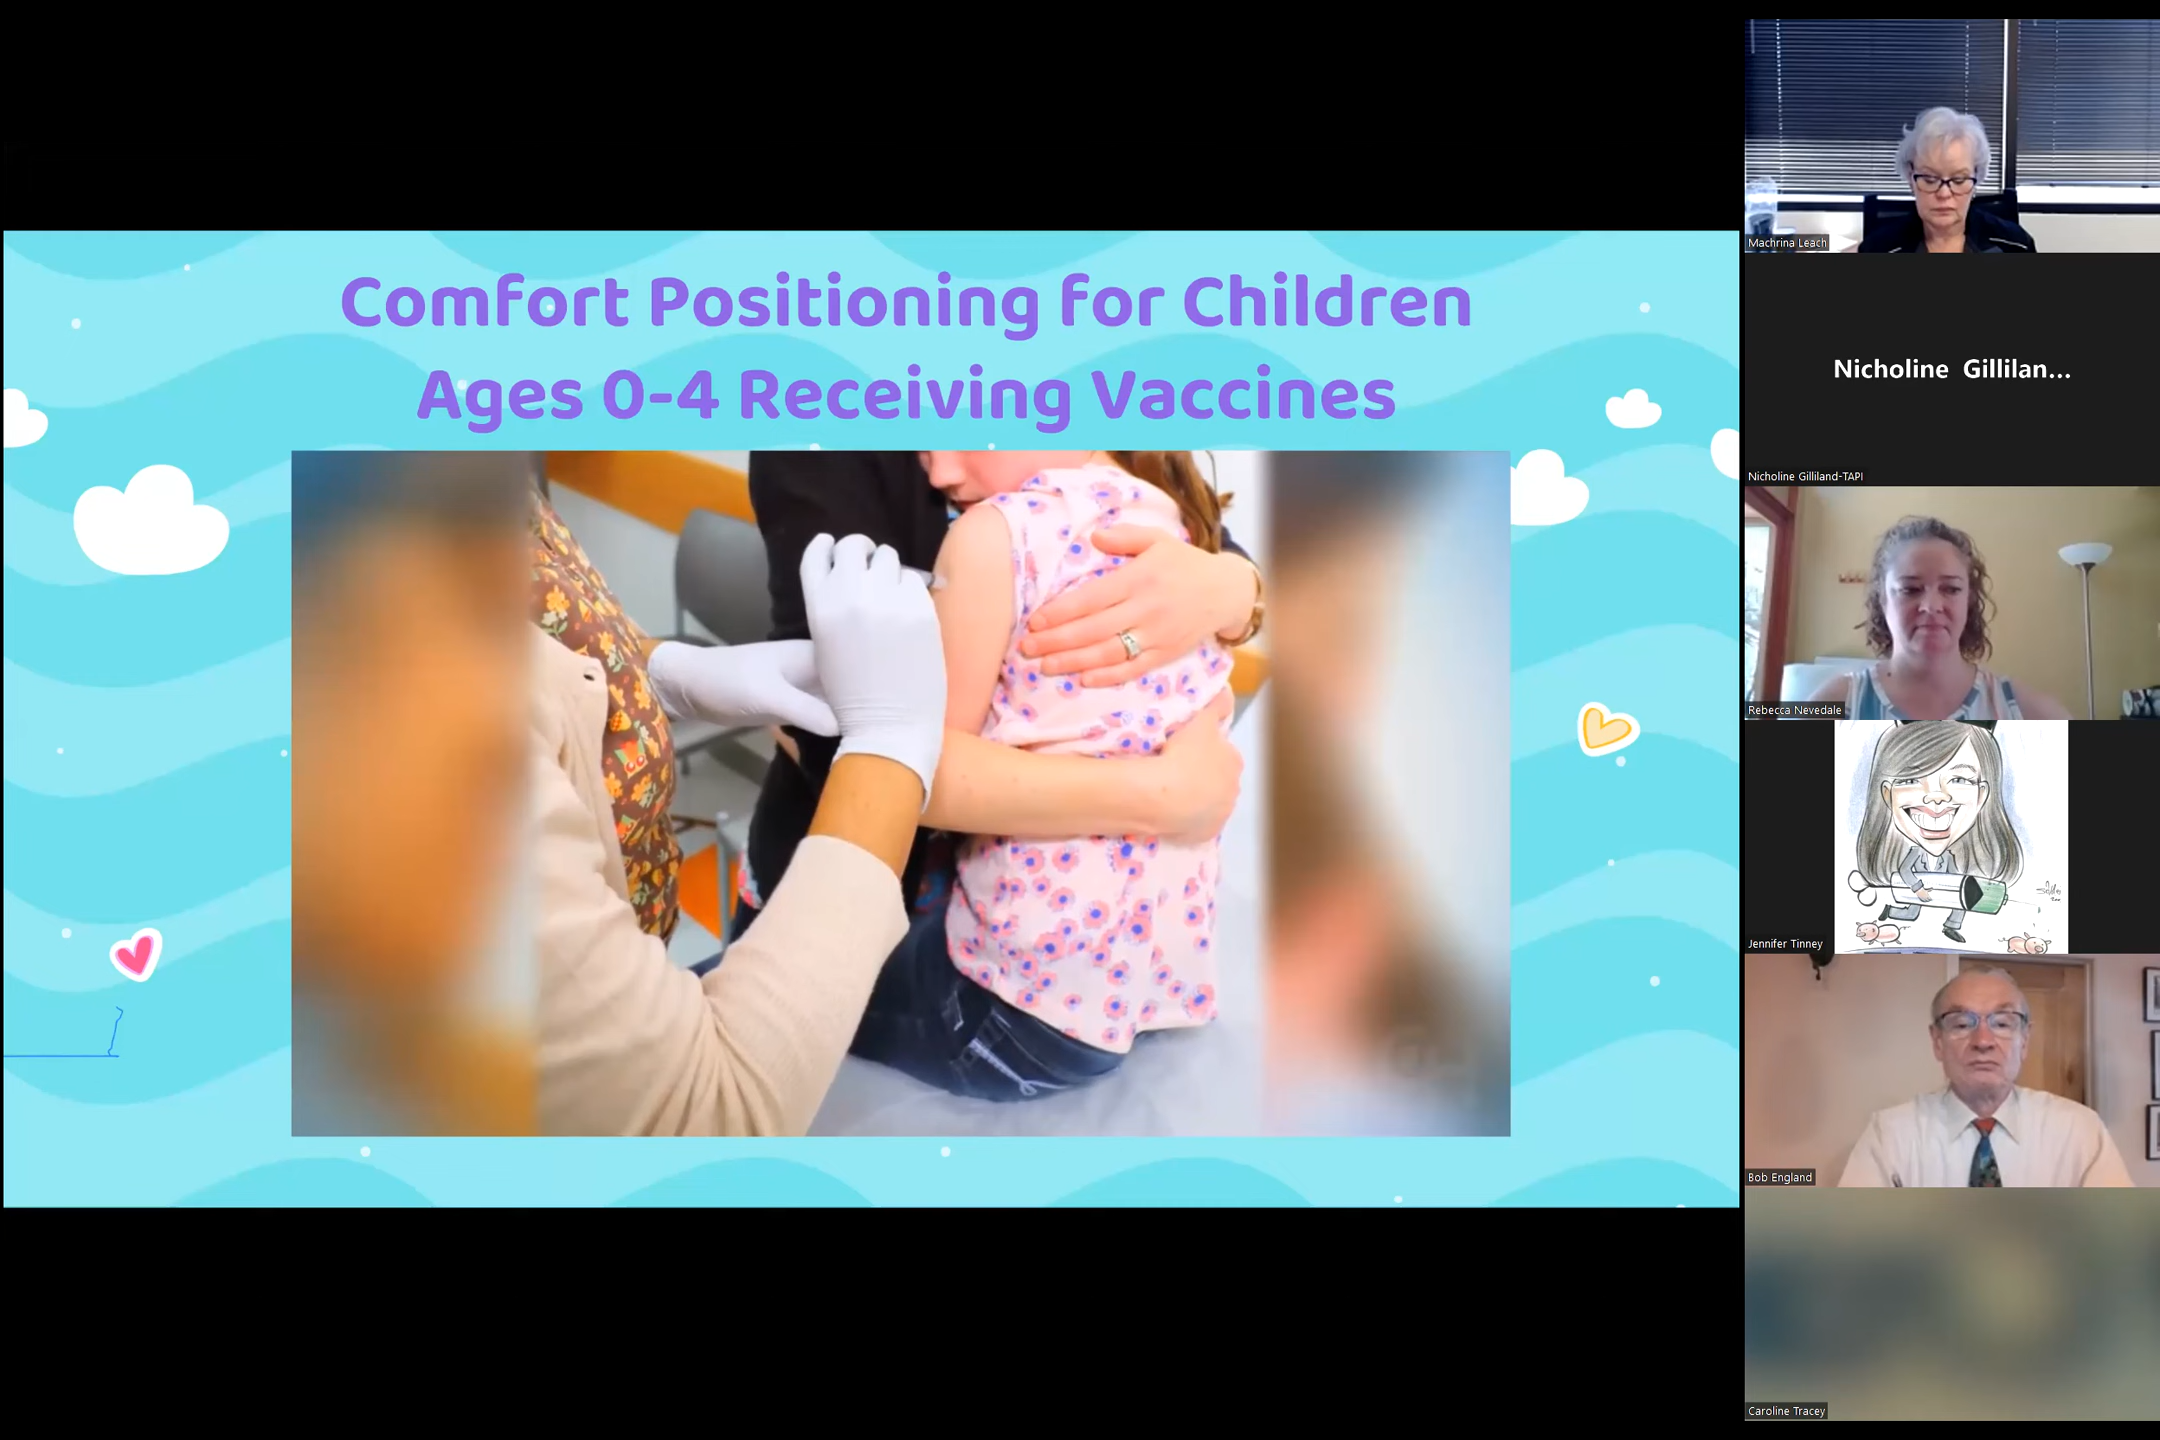 Comfort Positioning for Children
Ages 0-4 Receiving Vaccines
Machrina Leach
Nicholine Gillilan...
Nicholine Gilliland-TAPI
Rebecca Nevedale
Jennifer Tinney
Bob England
Caroline Tracey